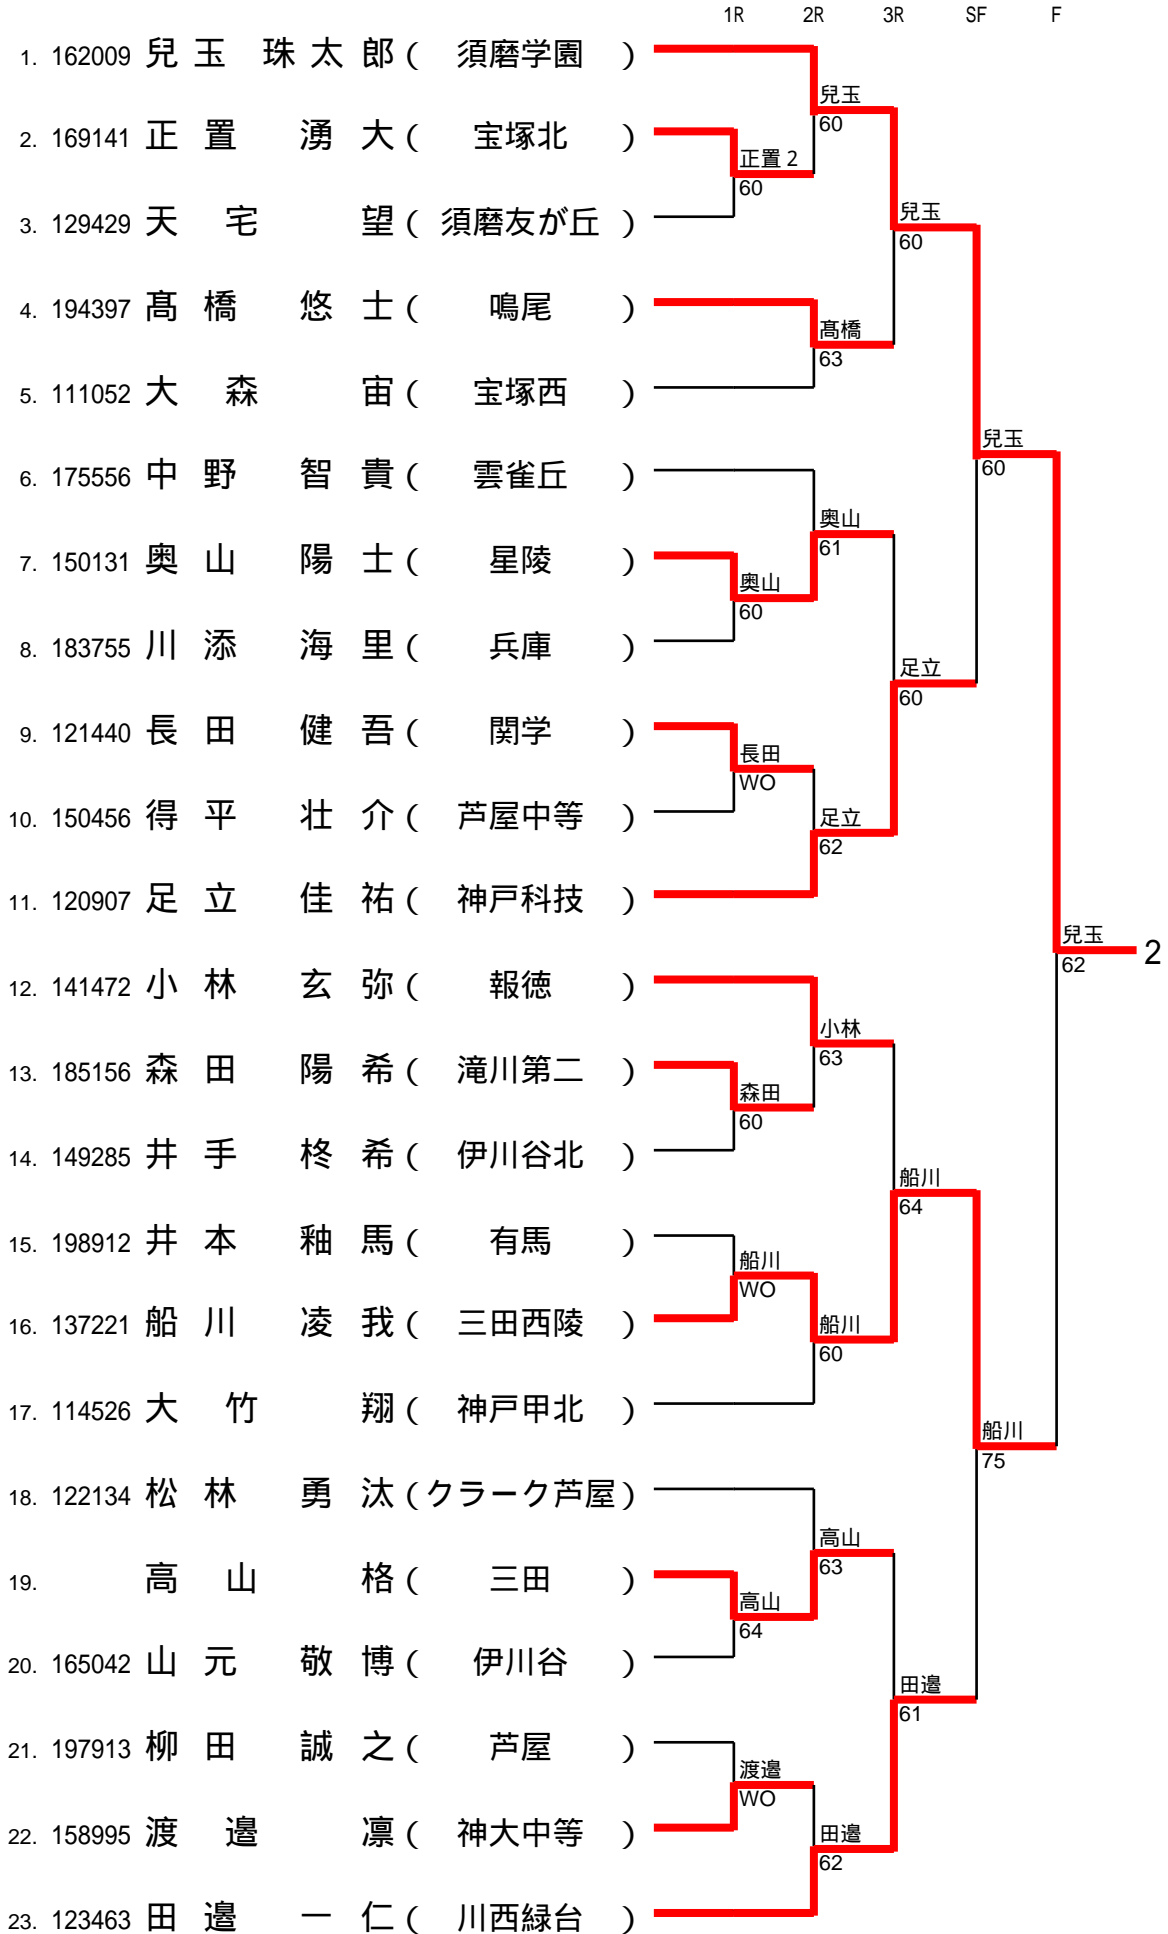 1R 2R 3R SF F
1. 162009 兒玉 珠太郎 ( 須磨学園 )
兒玉
60
2. 169141 正置 湧大 ( 宝塚北 )
正置2
60
3. 129429 天宅 望 ( 須磨友が丘 )
兒玉
60
4. 194397 髙橋 悠士 ( 鳴尾 )
髙橋
63
5. 111052 大森 宙 ( 宝塚西 )
兒玉
60
6. 175556 中野 智貴 ( 雲雀丘 )
奥山
61
7. 150131 奥山 陽士 ( 星陵 )
奥山
60
8. 183755 川添 海里 ( 兵庫 )
足立
60
9. 121440 長田 健吾 ( 関学 )
長田
WO
10. 150456 得平 壮介 ( 芦屋中等 )
足立
62
11. 120907 足立 佳祐 ( 神戸科技 )
兒玉
62
2
12. 141472 小林 玄弥 ( 報徳 )
小林
63
13. 185156 森田 陽希 ( 滝川第二 )
森田
60
14. 149285 井手 柊希 ( 伊川谷北 )
船川
64
15. 198912 井本 釉馬 ( 有馬 )
船川
WO
16. 137221 船川 凌我 ( 三田西陵 )
船川
60
17. 114526 大竹 翔 ( 神戸甲北 )
船川
75
18. 122134 松林 勇汰 ( クラーク芦屋 )
高山
63
19. 高山 格 ( 三田 )
高山
64
20. 165042 山元 敬博 ( 伊川谷 )
田邉
61
21. 197913 柳田 誠之 ( 芦屋 )
渡邉
WO
22. 158995 渡邉 凛 ( 神大中等 )
田邉
62
23. 123463 田邉 一仁 ( 川西緑台 )